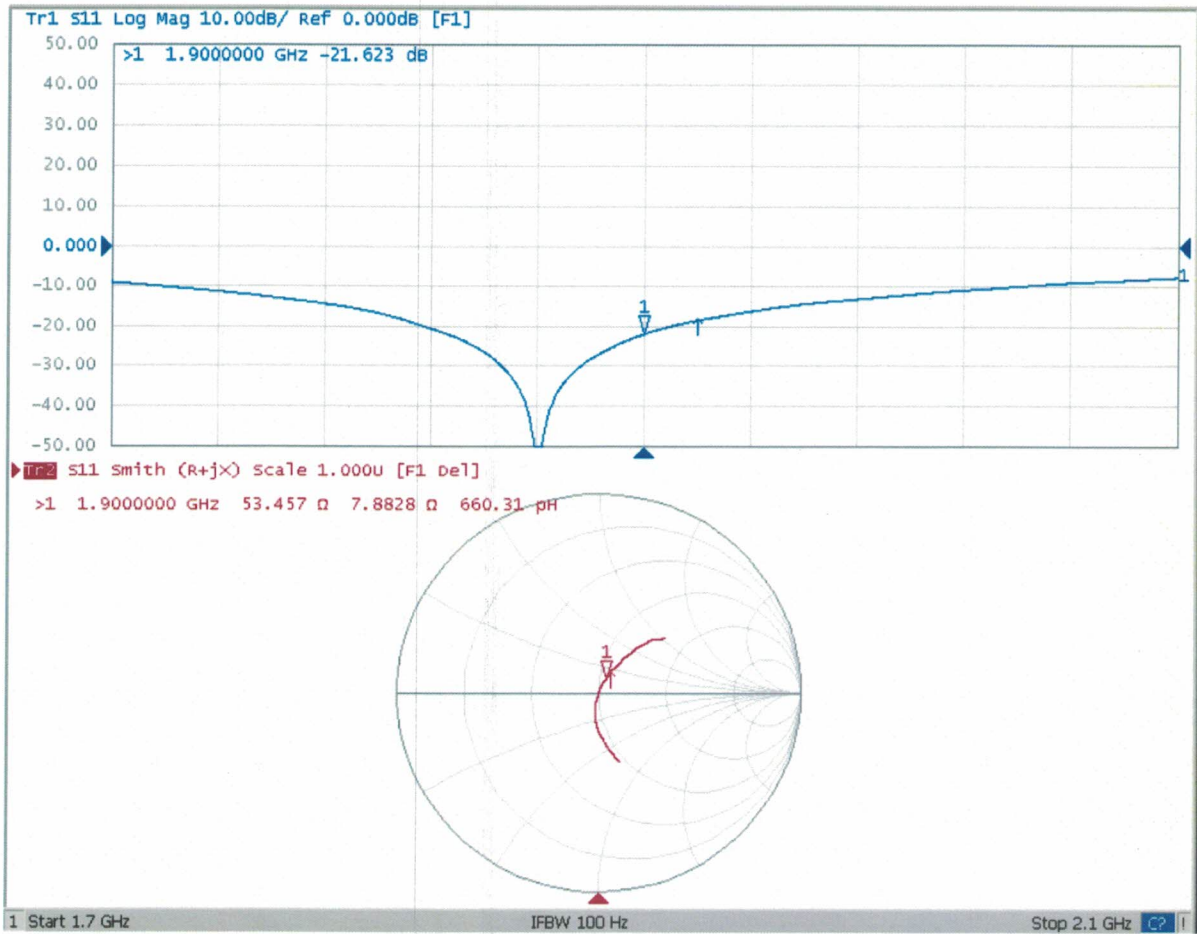 Tr1 S11 Log Mag 10.00dB/ Ref 0.000dB [F1]
50.00
>1 1.9000000 GHz -21.623 dB
40.00
30.00
20.00
10.00
0.000
-10.00
1
1
-20.00
-30.00
-40.00
-50.00
Tr2 S11 Smith (R+jX) Scale 1.000U [F1 Del]
>1 1.9000000 GHz 53.457 Ω 7.8828 Ω 660.31 pH
1
1 Start 1.7 GHz IFBW 100 Hz Stop 2.1 GHz C? !